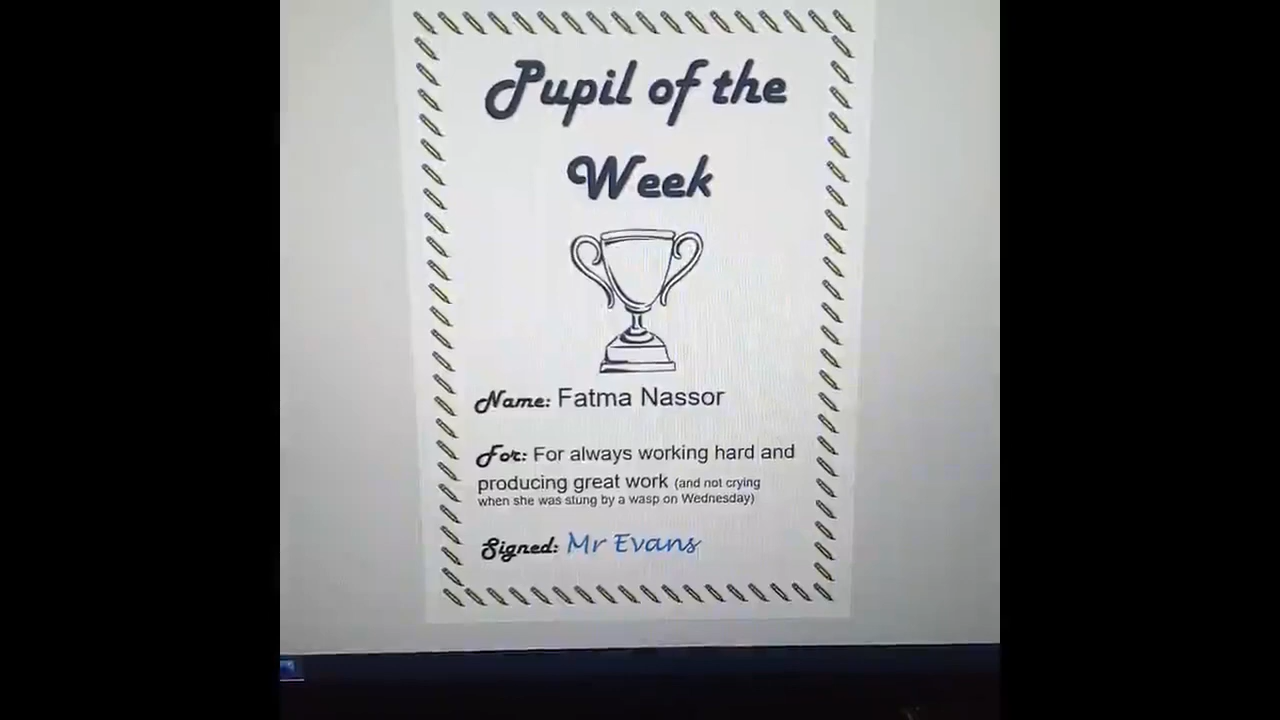 Pupil of the
Week
Name: Fatma Nassor
For: For always working hard and
producing great work (and not crying
when she was stung by a wasp on Wednesday)
Signed: Mr Evans